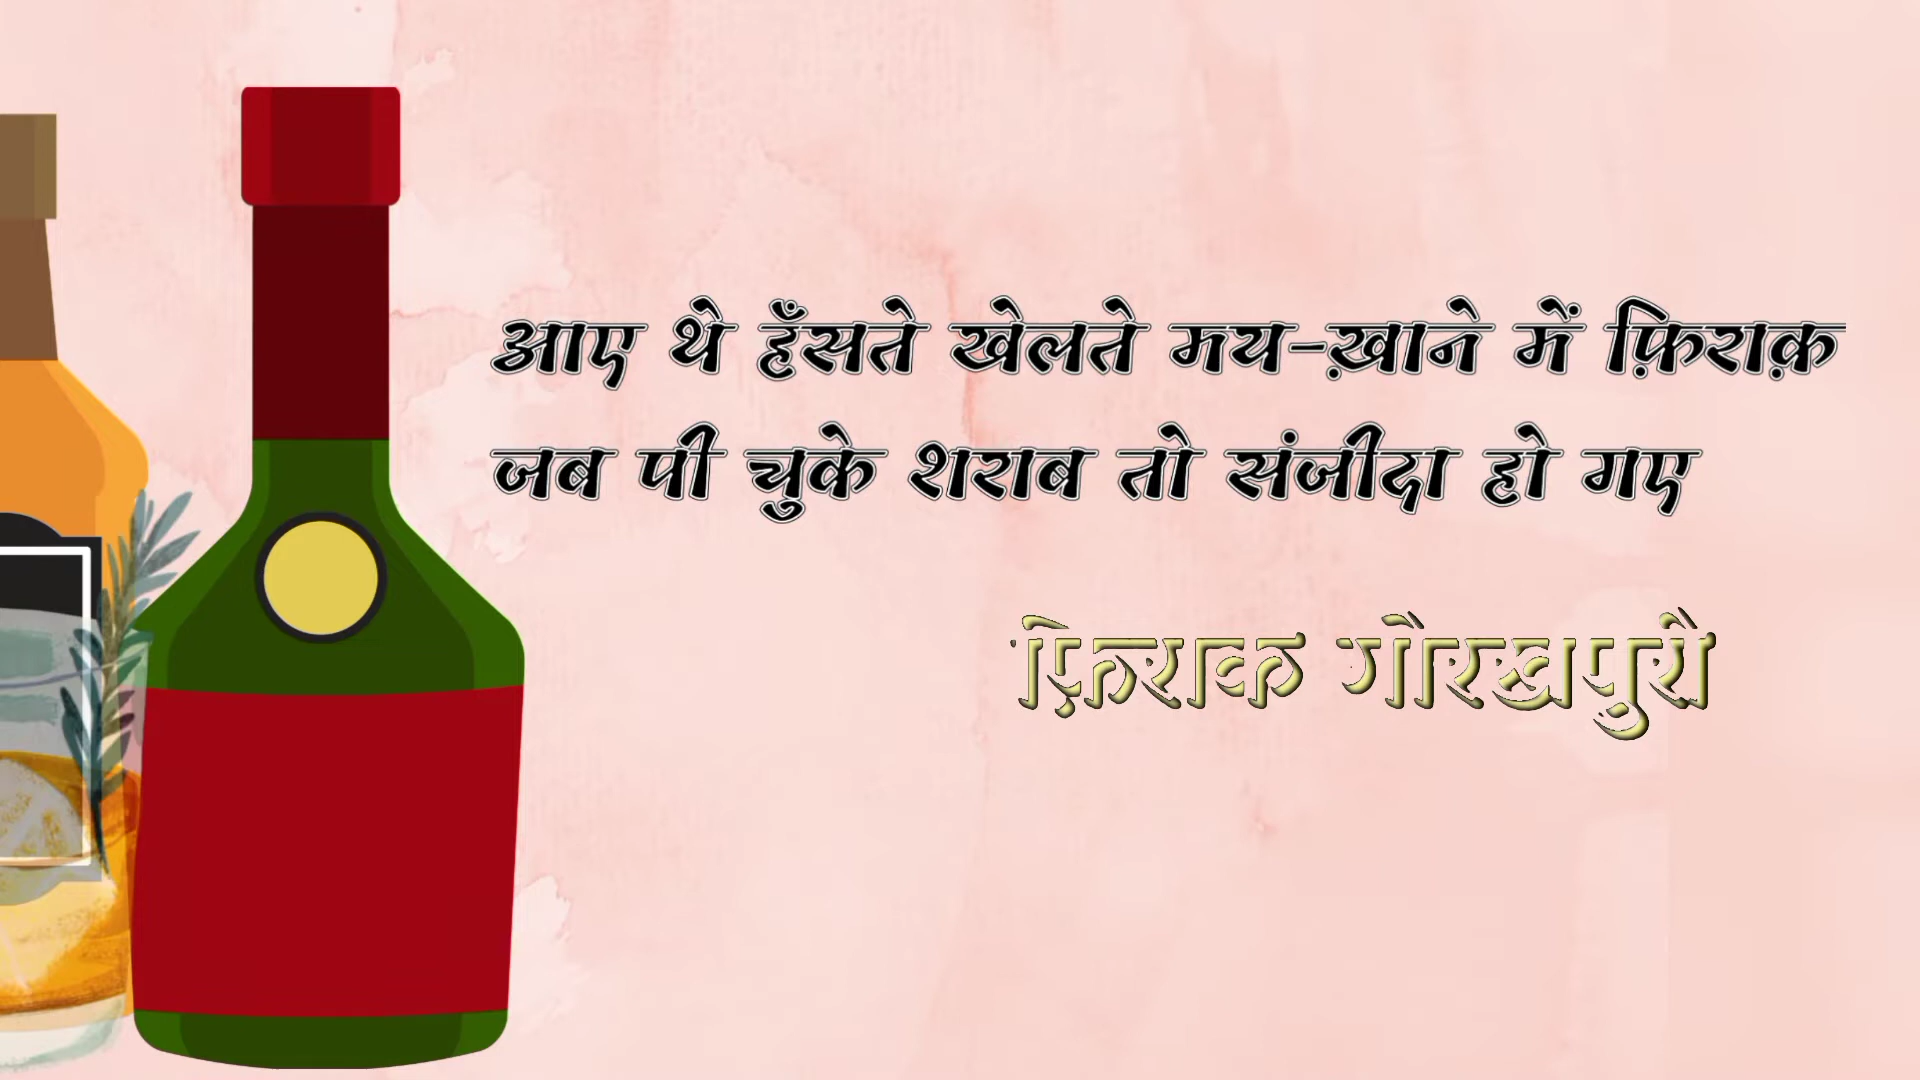 आए थे हँसते खेलते मय-ख़ाने में फ़िराक़
जब पी चुके शराब तो संजीदा हो गए
फ़िराक गोरखपुरी